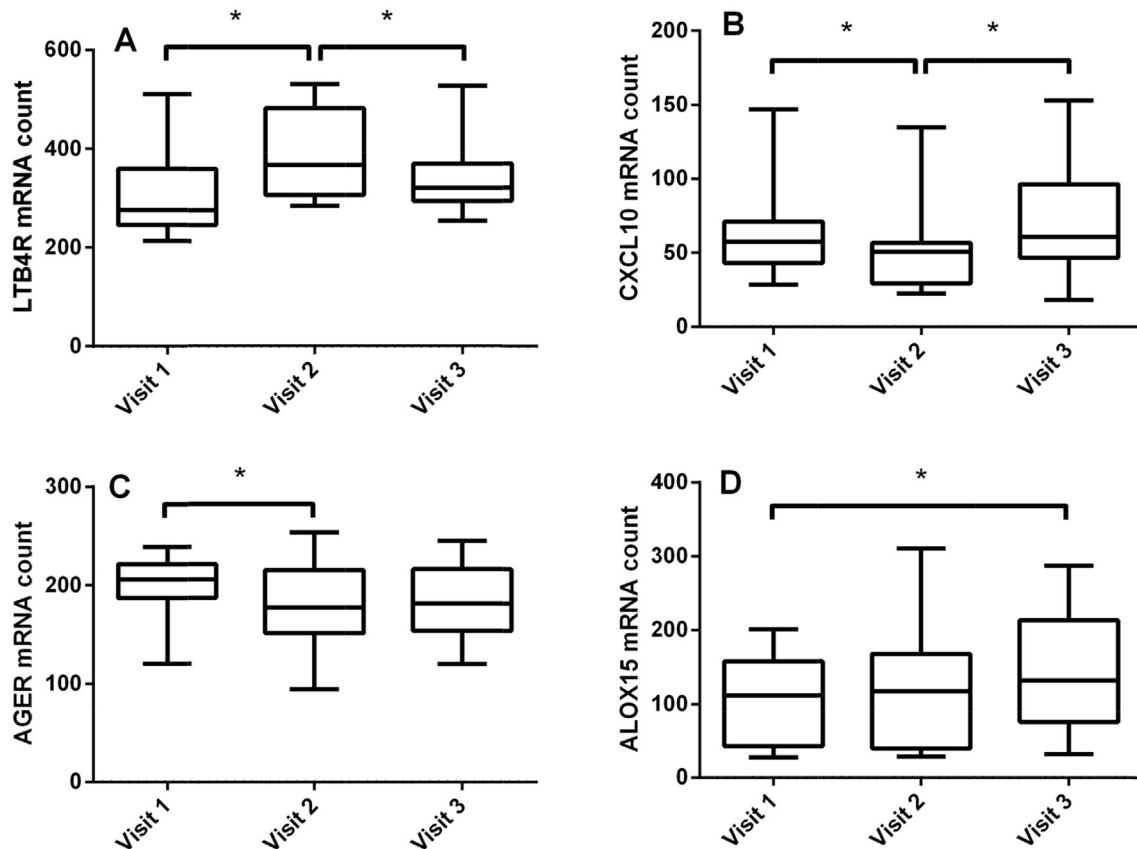 A
* *
LTB4R mRNA count
600
400
200
0
Visit 1 Visit 2 Visit 3
B
* *
CXCL10 mRNA count
200
150
100
50
0
Visit 1 Visit 2 Visit 3
C
*
AGER mRNA count
300
200
100
0
Visit 1 Visit 2 Visit 3
D
*
ALOX15 mRNA count
400
300
200
100
0
Visit 1 Visit 2 Visit 3